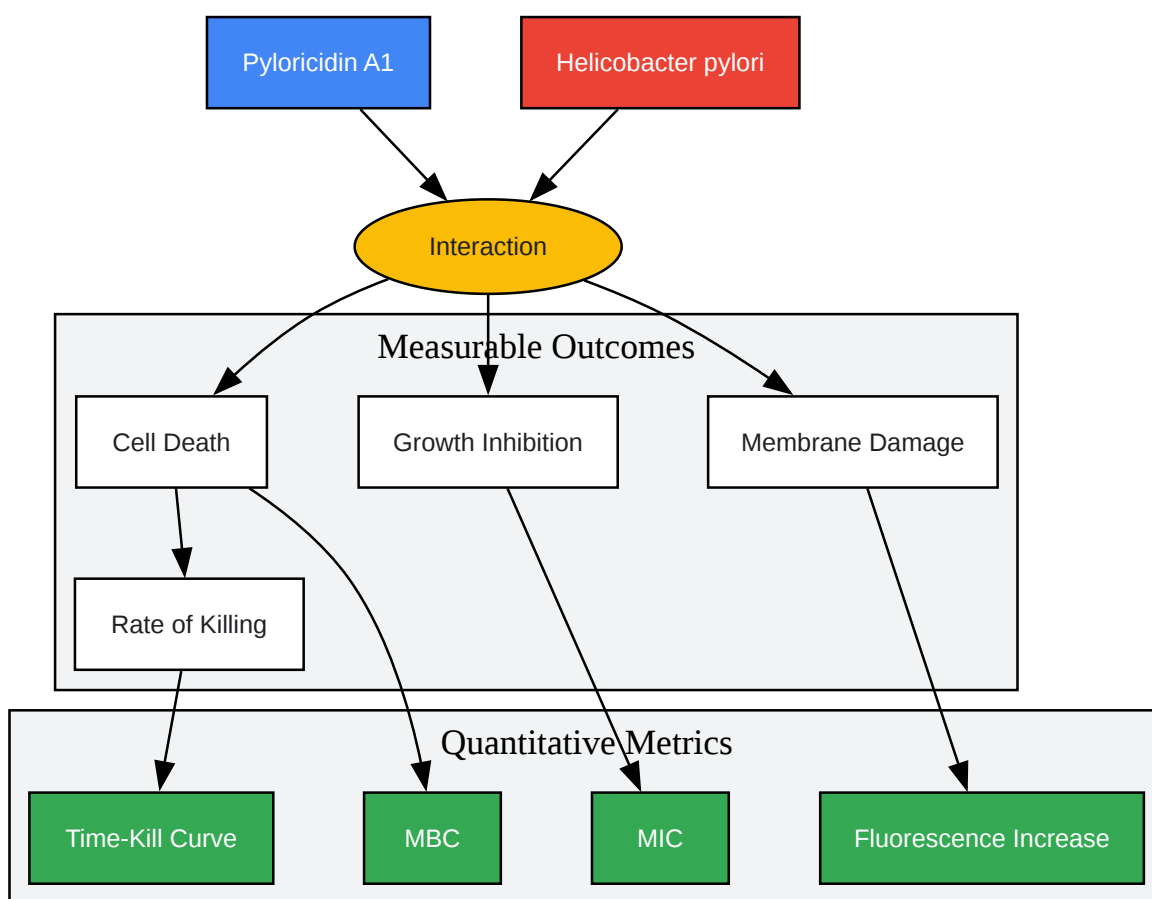 Pyloricidin A1
Helicobacter pylori
Interaction
Measurable Outcomes
Cell Death
Growth Inhibition
Membrane Damage
Rate of Killing
Quantitative Metrics
Time-Kill Curve
MBC
MIC
Fluorescence Increase